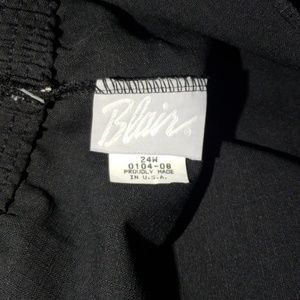 Blair®
24W
0104-08
PROUDLY MADE
IN U.S.A.